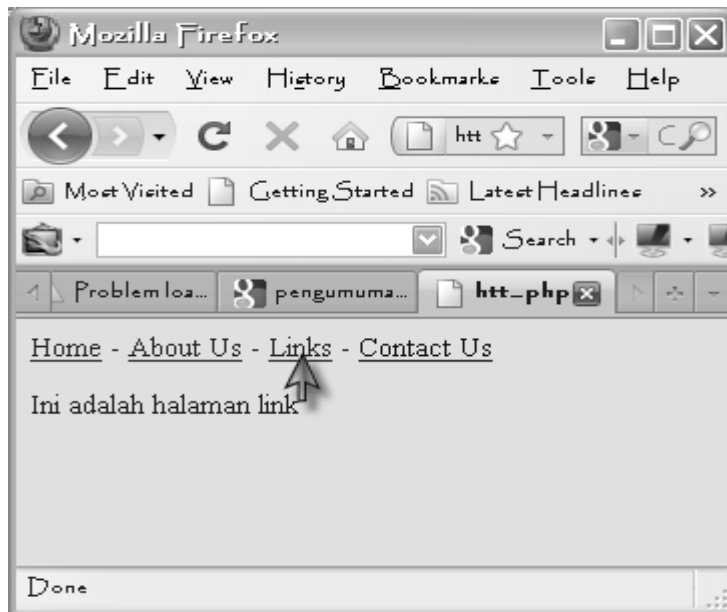 Mozilla Firefox
File Edit View History Bookmarks Tools Help
htt
Most Visited Getting Started Latest Headlines »
Search
Problem loa... pengumuma... htt_php
Home - About Us - Links - Contact Us
Ini adalah halaman link
Done